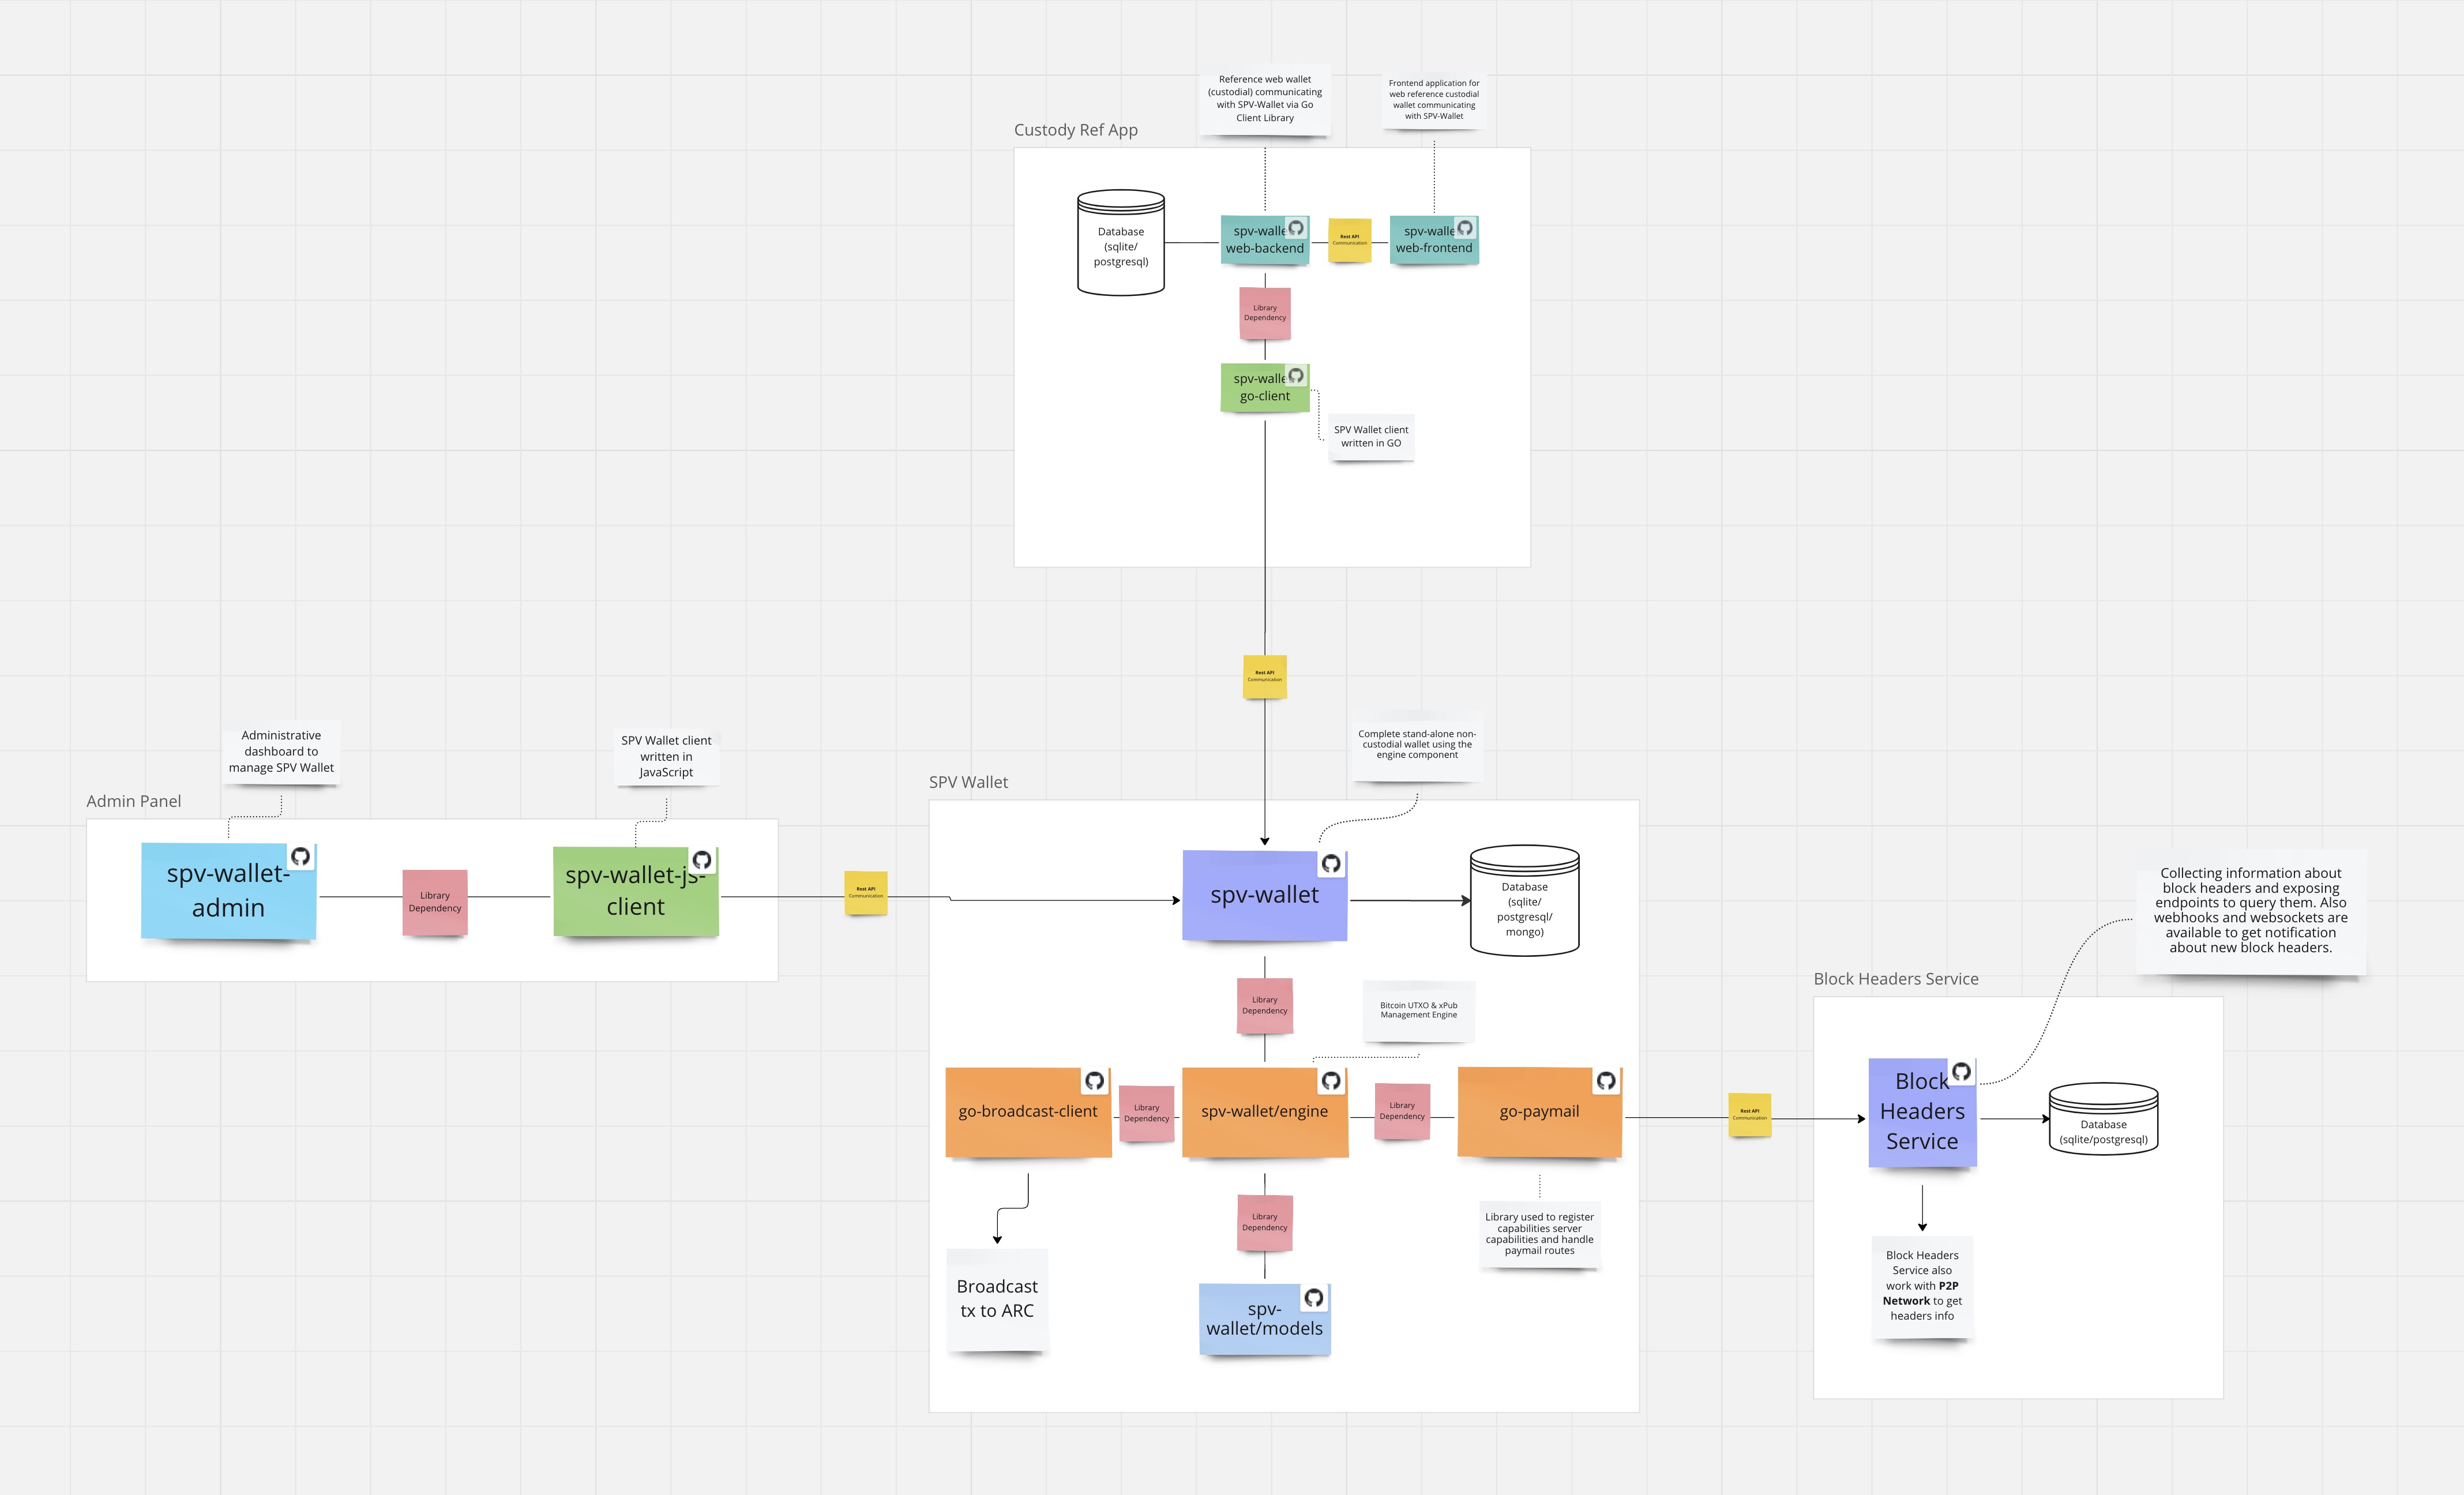 Reference web wallet
(custodial) communicating
with SPV-Wallet via Go
Client Library
Frontend application for
web reference custodial
wallet communicating
with SPV-Wallet
Custody Ref App
Database
(sqlite/
postgresql)
spv-walle
web-backend
Rest API
Communication
spv-walle
web-frontend
Library
Dependency
spv-walle
go-client
SPV Wallet client
written in GO
Rest API
Communication
Administrative
dashboard to
manage SPV Wallet
SPV Wallet client
written in
JavaScript
Admin Panel
spv-wallet-
admin
Library
Dependency
spv-wallet-js-
client
Rest API
Communication
Complete stand-alone non-
custodial wallet using the
engine component
SPV Wallet
spv-wallet
Database
(sqlite/
postgresql/
mongo)
Library
Dependency
Bitcoin UTXO & xPub
Management Engine
go-broadcast-client
Library
Dependency
spv-wallet/engine
Library
Dependency
go-paymail
Broadcast
tx to ARC
Library
Dependency
spv-
wallet/models
Library used to register
capabilities server
capabilities and handle
paymail routes
Rest API
Communication
Collecting information about
block headers and exposing
endpoints to query them. Also
webhooks and websockets are
available to get notification
about new block headers.
Block Headers Service
Block
Headers
Service
Database
(sqlite/postgresql)
Block Headers
Service also
work with P2P
Network to get
headers info